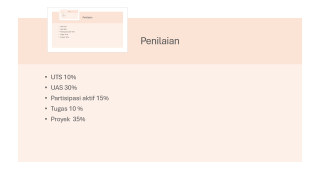 Penilaian
• UTS 10%
• UAS 30%
• Partisipasi aktif 15%
• Tugas 10 %
• Proyek 35%